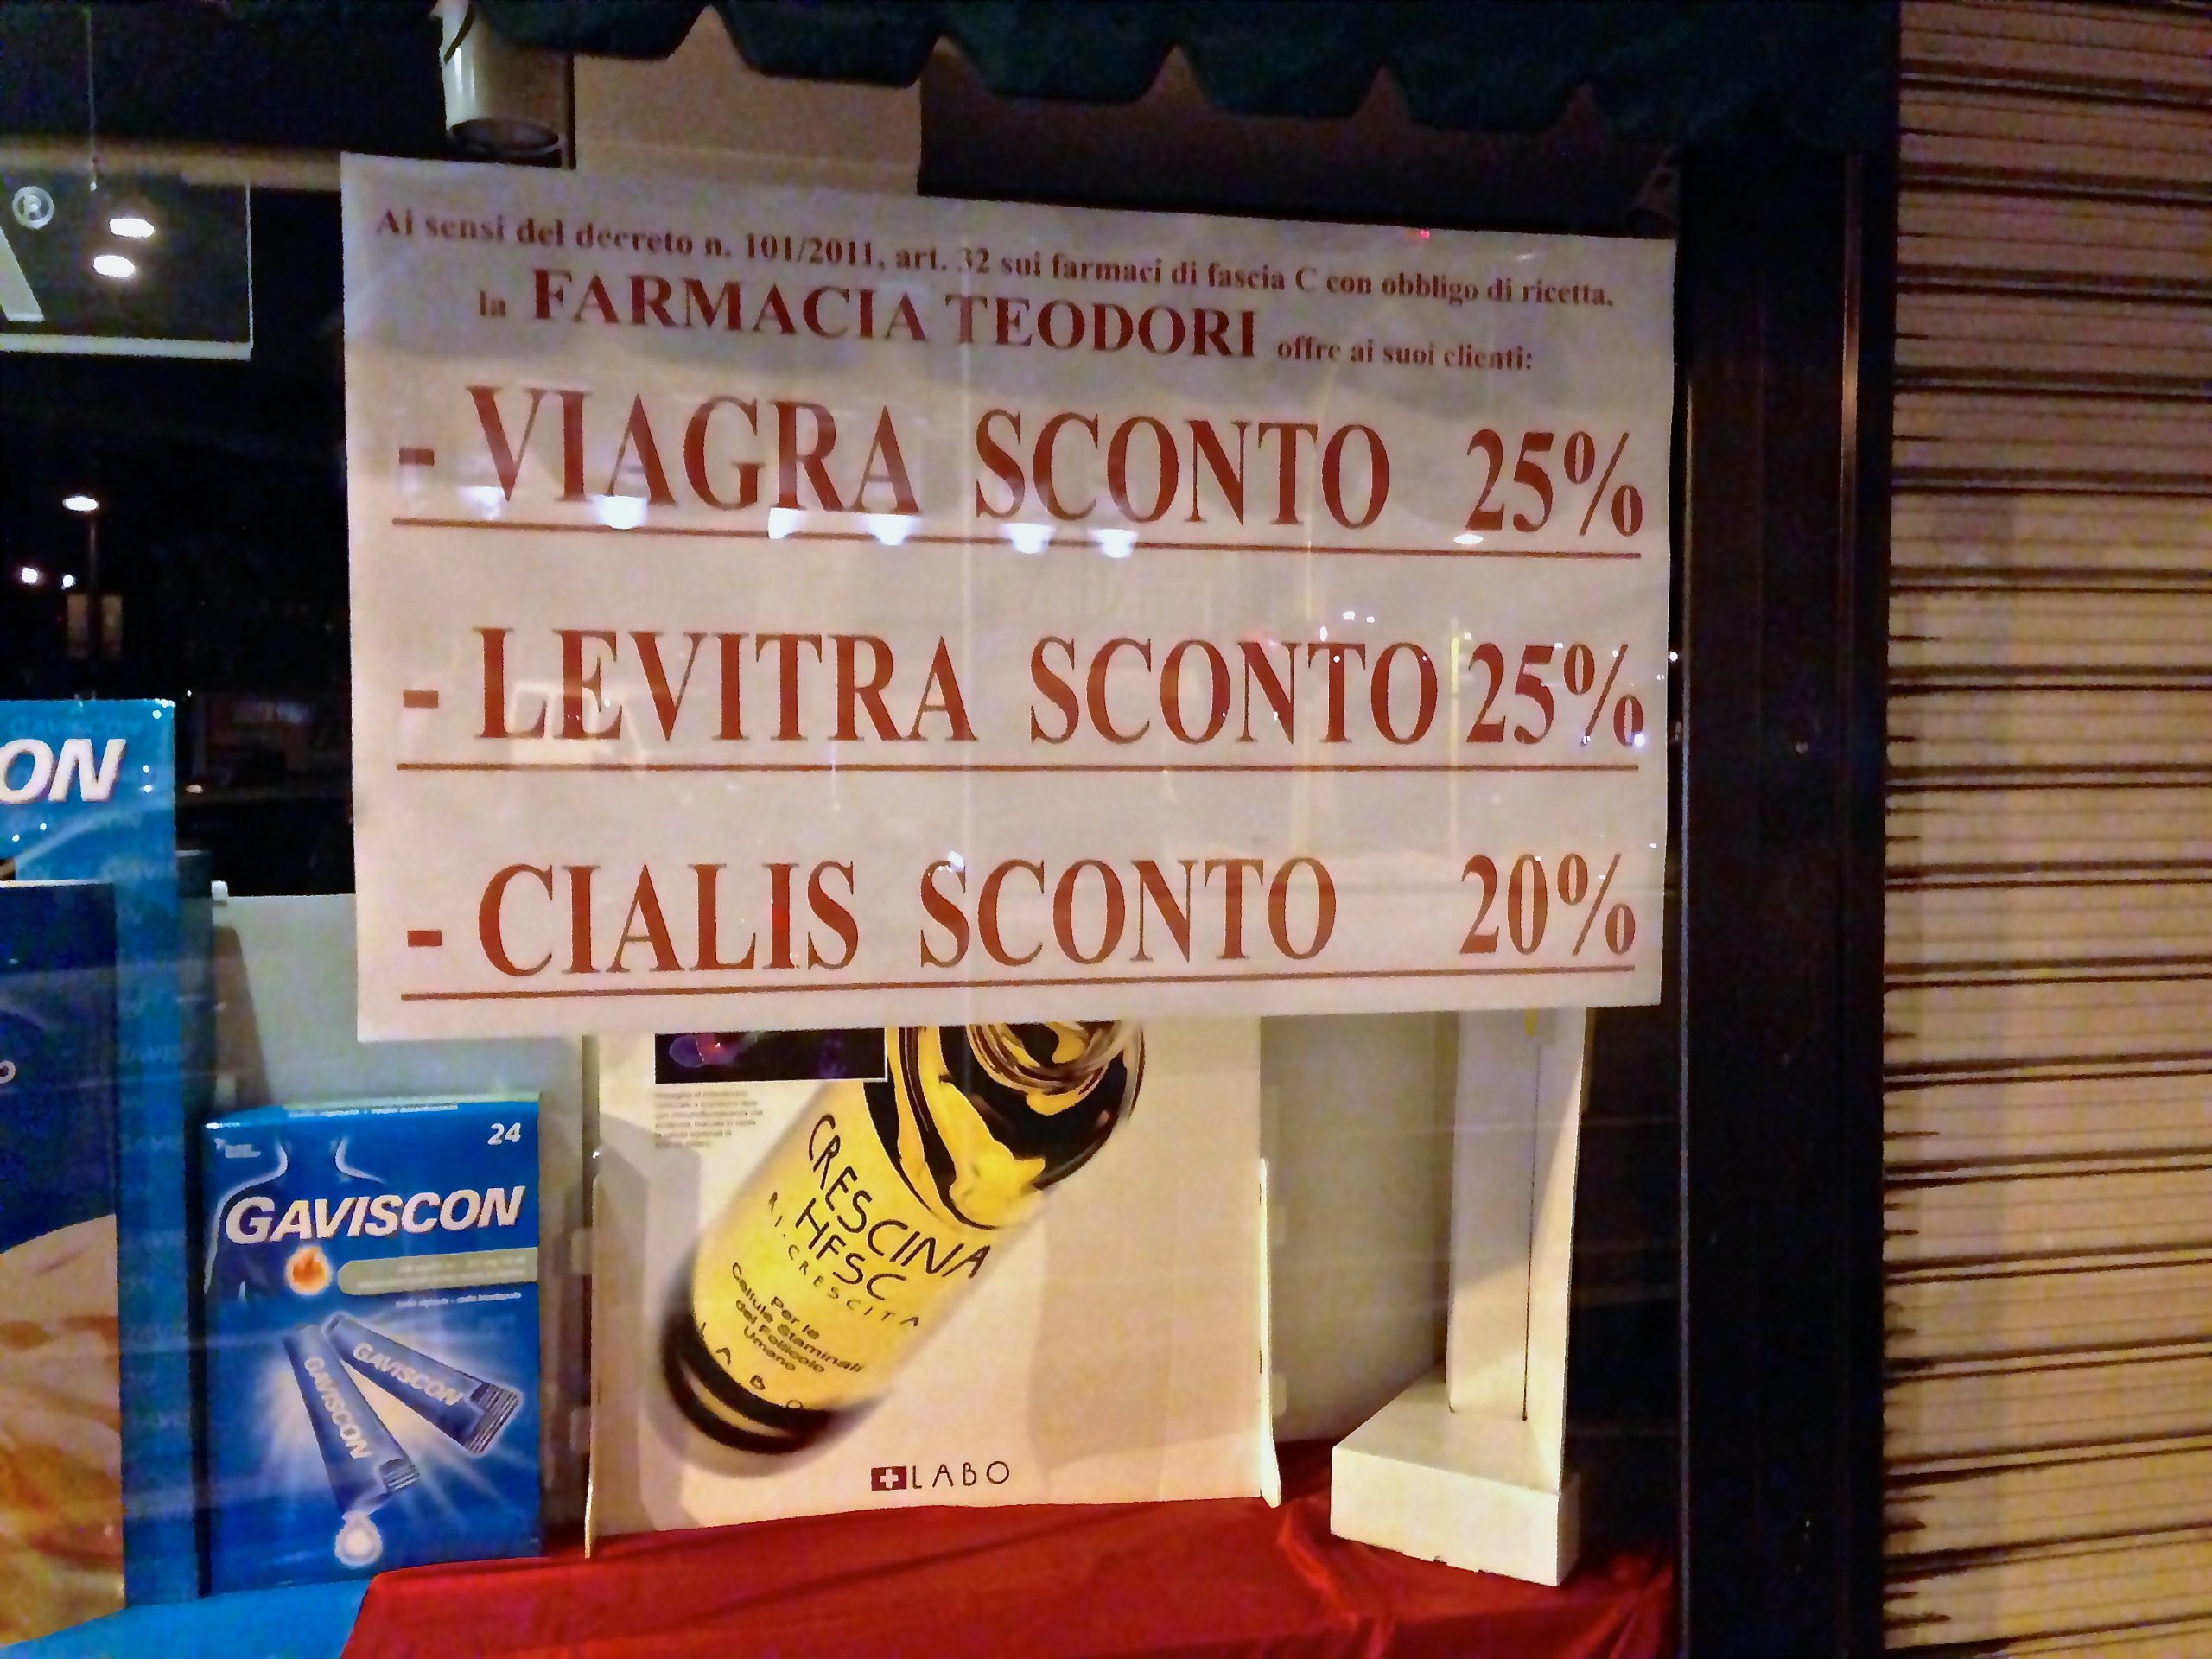 ®
Ai sensi del decreto n. 101/2011, art. 32 sui farmaci di fascia C con obbligo di ricetta,
la FARMACIA TEODORI offre ai suoi clienti:
- VIAGRA SCONTO 25%
- LEVITRA SCONTO 25%
- CIALIS SCONTO 20%
GAVISCON
ON
24
GAVISCON
GAVISCON
GAVISCON
CRESCINA
HFSC
RI-CRESCITA
Per le
Cellule Staminali
del Follicolo
Umano
LABO
LABO